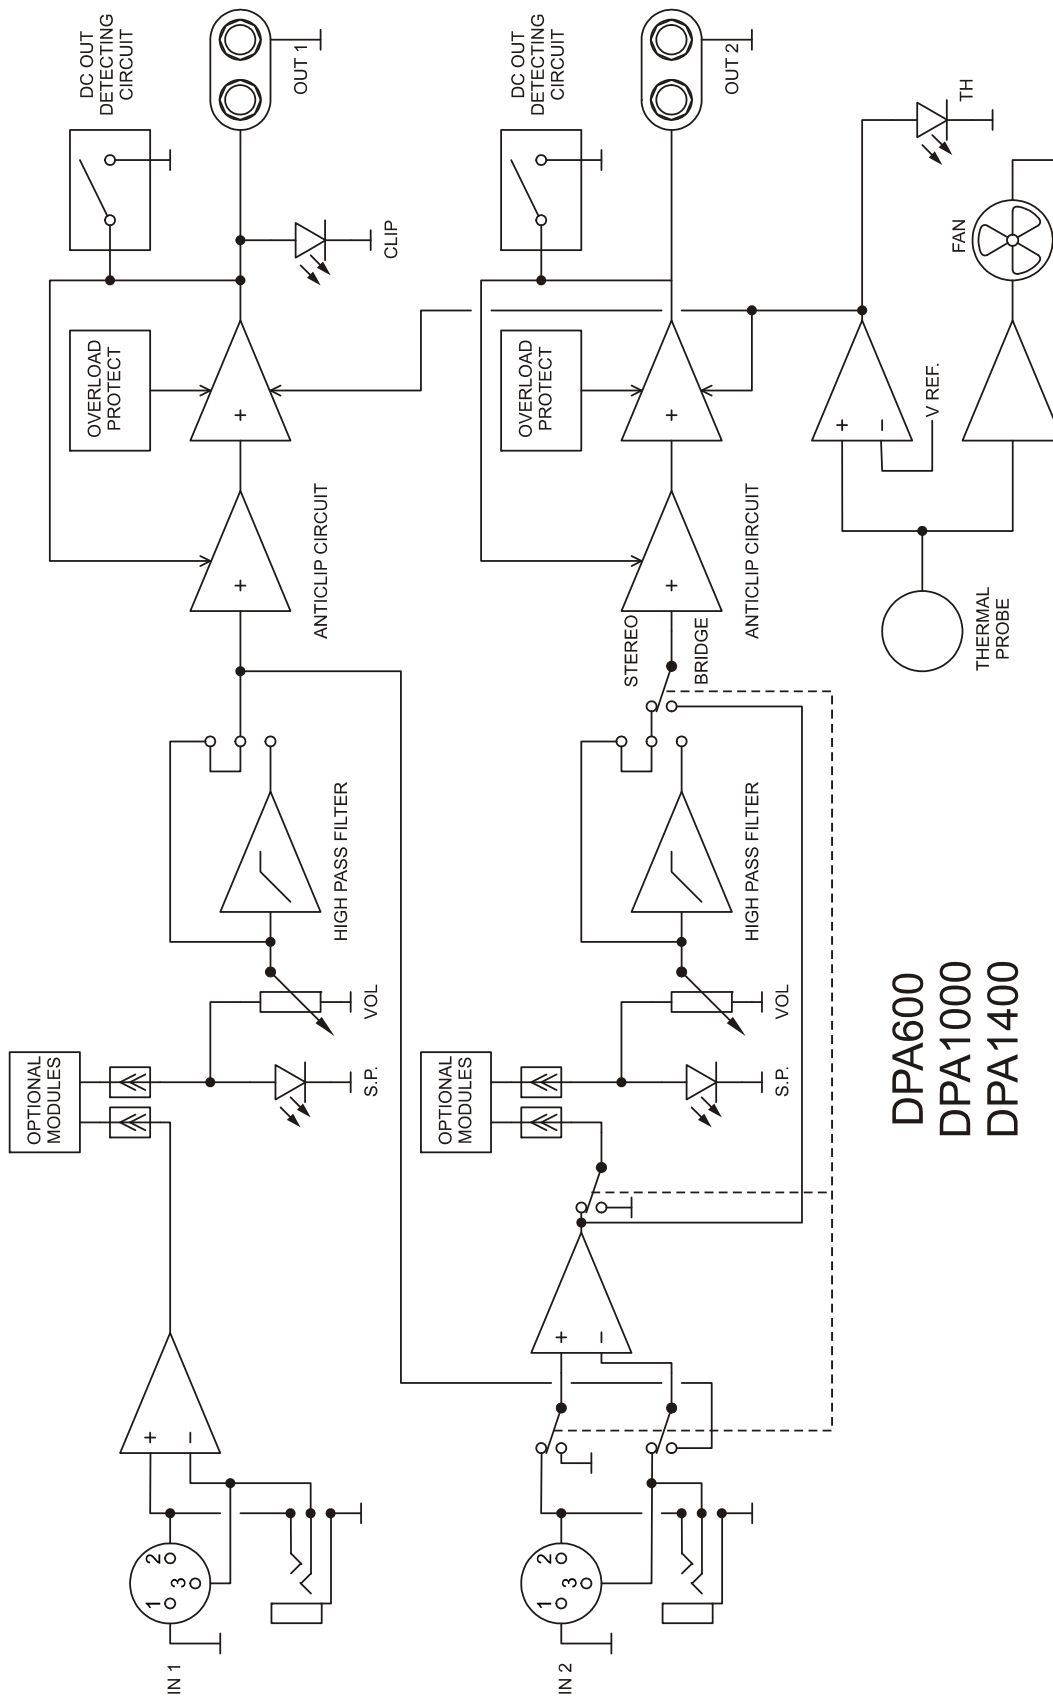 IN 1
1
2
3
+
−
OPTIONAL
MODULES
S.P.
VOL
HIGH PASS FILTER
+
ANTICLIP CIRCUIT
OVERLOAD
PROTECT
+
CLIP
DC OUT
DETECTING
CIRCUIT
OUT 1
IN 2
1
2
3
+
−
OPTIONAL
MODULES
S.P.
VOL
HIGH PASS FILTER
STEREO
BRIDGE
+
ANTICLIP CIRCUIT
OVERLOAD
PROTECT
+
DC OUT
DETECTING
CIRCUIT
OUT 2
THERMAL
PROBE
+
−
V REF.
FAN
TH
DPA600
DPA1000
DPA1400